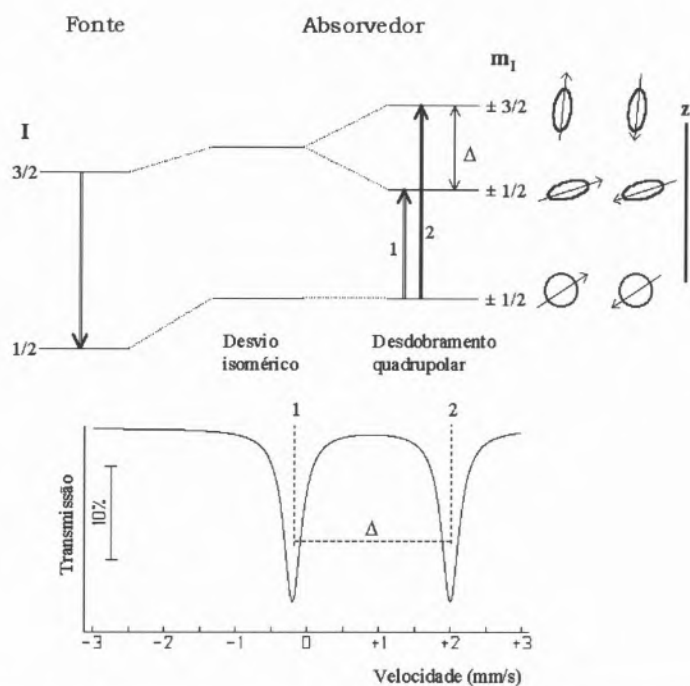 Fonte
Absorvedor
m_I
I
z
± 3/2
3/2
Δ
± 1/2
1
2
± 1/2
1/2
Desvio isomérico
Desdobramento quadrupolar
1
2
Transmissão
10%
Δ
-3 -2 -1 0 +1 +2 +3
Velocidade (mm/s)